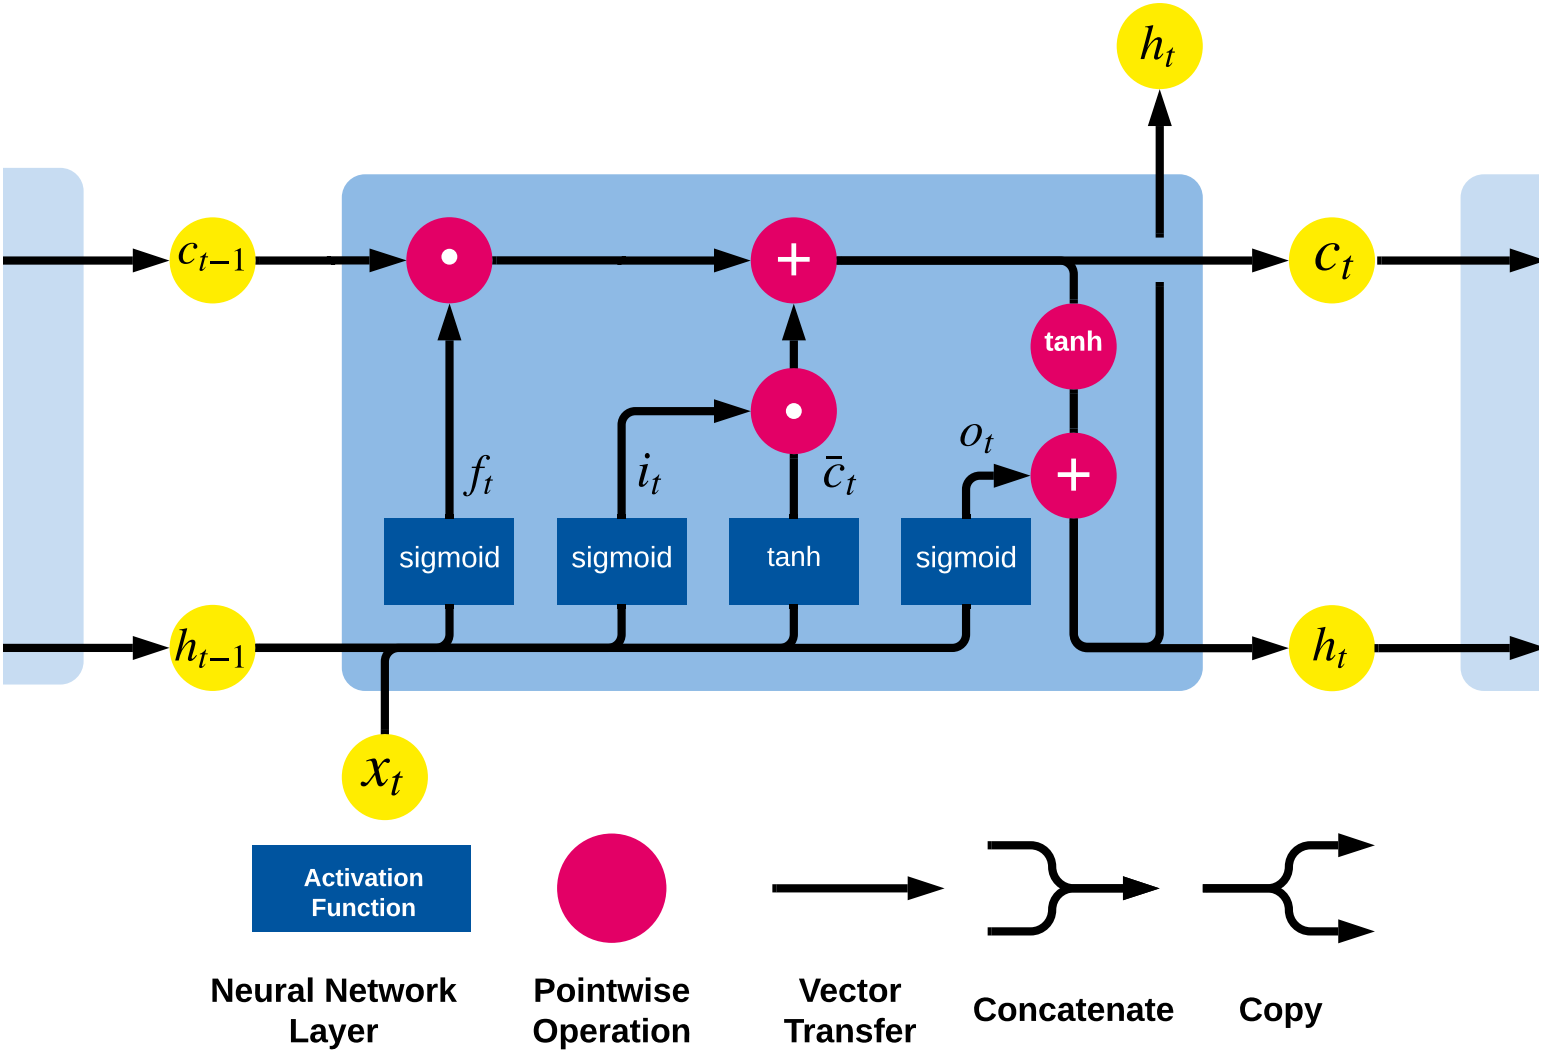 h_t
c_{t-1}
+
c_t
tanh
o_t
+
f_t
i_t
c̄_t
sigmoid
sigmoid
tanh
sigmoid
h_{t-1}
h_t
x_t
Activation
Function
Neural Network
Layer
Pointwise
Operation
Vector
Transfer
Concatenate
Copy